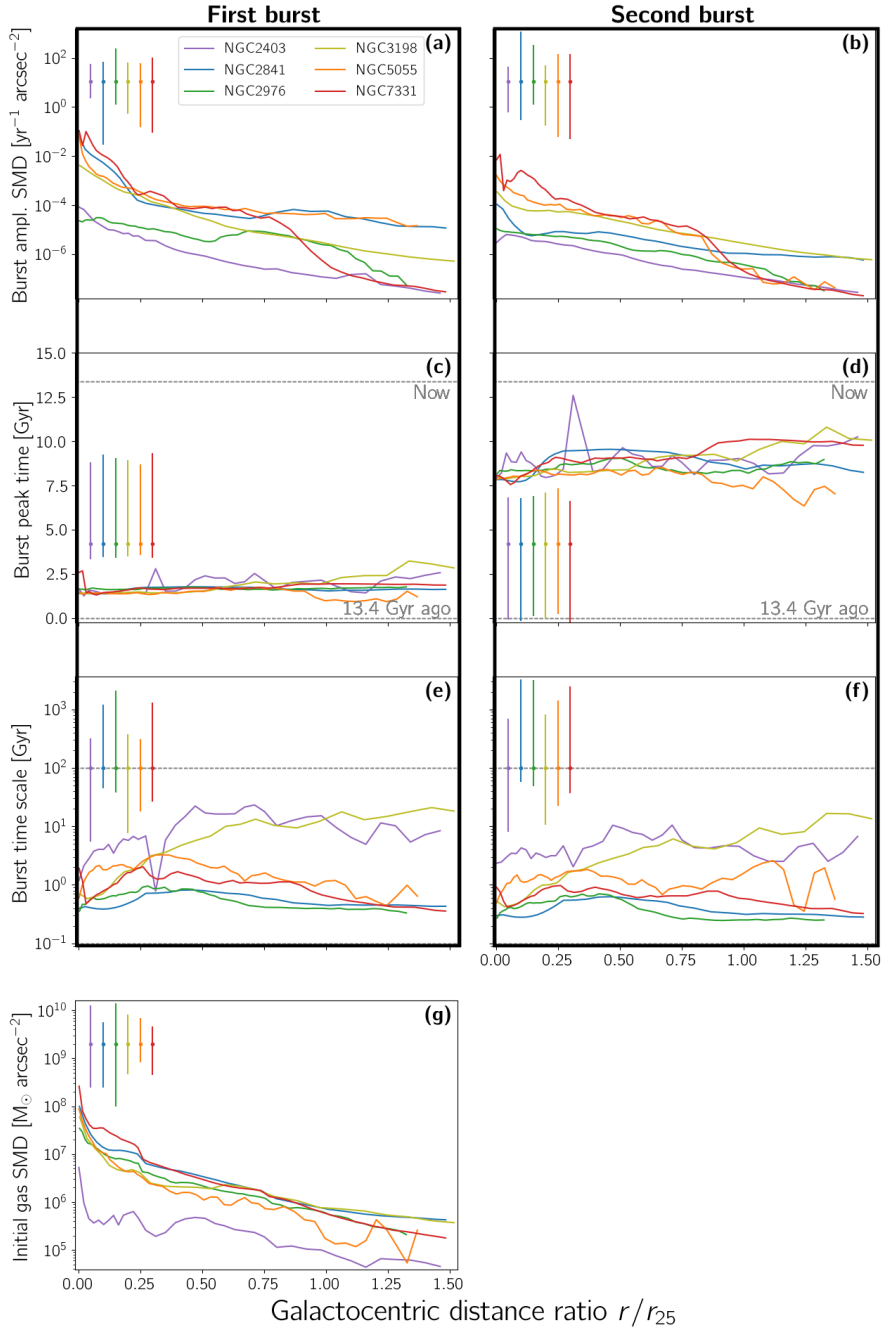 First burst
Second burst
(a)
(b)
NGC2403
NGC3198
NGC2841
NGC5055
NGC2976
NGC7331
Burst ampl. SMD [yr⁻¹ arcsec⁻²]
10²
10⁰
10⁻²
10⁻⁴
10⁻⁶
(c)
(d)
Burst peak time [Gyr]
15.0
12.5
10.0
7.5
5.0
2.5
0.0
Now
Now
13.4 Gyr ago
13.4 Gyr ago
(e)
(f)
Burst time scale [Gyr]
10³
10²
10¹
10⁰
10⁻¹
0.00 0.25 0.50 0.75 1.00 1.25 1.50
(g)
Initial gas SMD [M⊙ arcsec⁻²]
10¹⁰
10⁹
10⁸
10⁷
10⁶
10⁵
0.00 0.25 0.50 0.75 1.00 1.25 1.50
Galactocentric distance ratio r/r₂₅